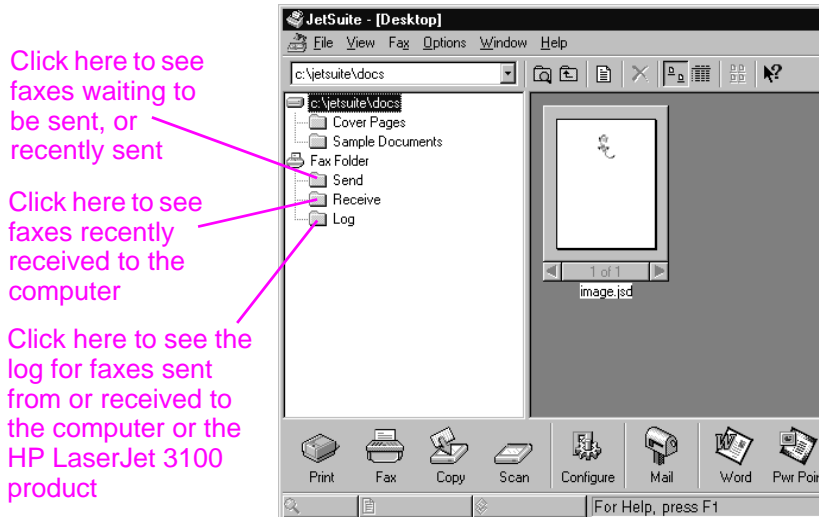 Click here to see
faxes waiting to
be sent, or
recently sent
Click here to see
faxes recently
received to the
computer
Click here to see the
log for faxes sent
from or received to
the computer or the
HP LaserJet 3100
product
JetSuite - [Desktop]
File View Fax Options Window Help
c:\jetsuite\docs
c:\jetsuite\docs
Cover Pages
Sample Documents
Fax Folder
Send
Receive
Log
1 of 1
image.jsd
Print Fax Copy Scan Configure Mail Word Pwr Poin
For Help, press F1